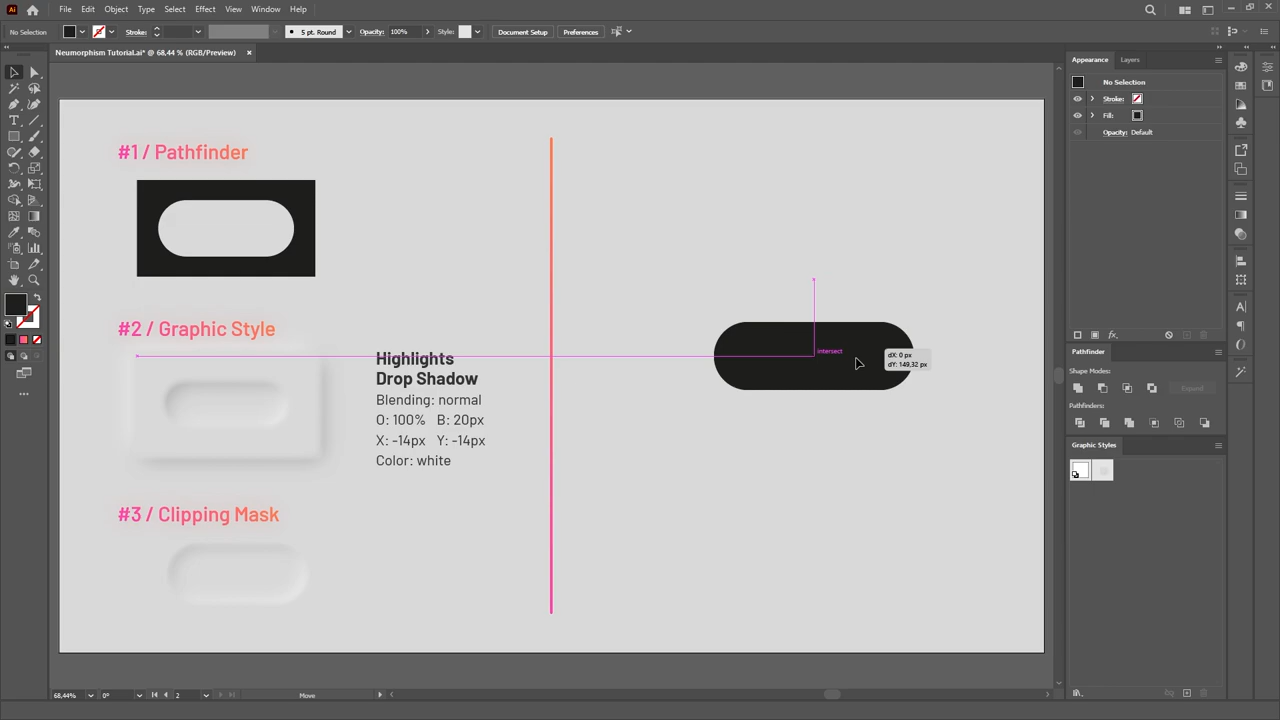 Ai
File Edit Object Type Select Effect View Window Help
No Selection Stroke: 5 pt. Round Opacity: 100% Style: Document Setup Preferences
Neumorphism Tutorial.ai* @ 68,44 % (RGB/Preview) ×
#1 / Pathfinder
#2 / Graphic Style
Highlights
Drop Shadow
Blending: normal
O: 100% B: 20px
X: -14px Y: -14px
Color: white
#3 / Clipping Mask
intersect
dX: 0 px
dY: 149,32 px
Appearance Layers
No Selection
Stroke:
Fill:
Opacity: Default
Pathfinder
Shape Modes:
Expand
Pathfinders:
Graphic Styles
68,44% 0° 2 Move